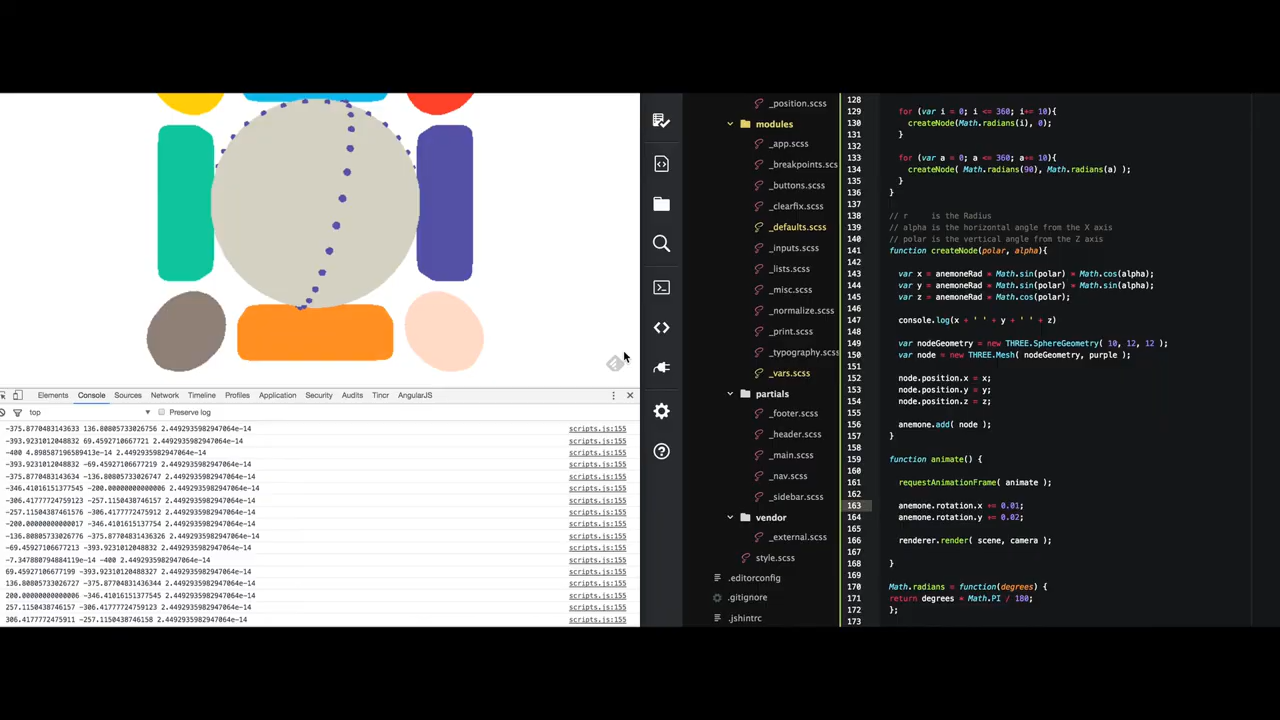 Elements Console Sources Network Timeline Profiles Application Security Audits Tincr AngularJS
top Preserve log
-375.8770483143633 136.80805733026756 2.4492935982947064e-14 scripts.js:155
-393.9231012048832 69.4592710667721 2.4492935982947064e-14 scripts.js:155
-400 4.898587196589413e-14 2.4492935982947064e-14 scripts.js:155
-393.9231012048832 -69.45927106677219 2.4492935982947064e-14 scripts.js:155
-375.8770483143634 -136.80805733026747 2.4492935982947064e-14 scripts.js:155
-346.41016151377545 -200.00000000000006 2.4492935982947064e-14 scripts.js:155
-306.41777724759123 -257.1150438746157 2.4492935982947064e-14 scripts.js:155
-257.1150438741576 -306.4177772475912 2.4492935982947064e-14 scripts.js:155
-200.0000000000017 -346.4101615137754 2.4492935982947064e-14 scripts.js:155
-136.80805733026776 -375.8770483143326 2.4492935982947064e-14 scripts.js:155
-69.45927106677213 -393.9231012048832 2.4492935982947064e-14 scripts.js:155
-7.347880794884119e-14 -400 2.4492935982947064e-14 scripts.js:155
69.45927106677199 -393.92310120488327 2.4492935982947064e-14 scripts.js:155
136.80805733026727 -375.87704831436344 2.4492935982947064e-14 scripts.js:155
200.00000000000006 -346.41016151377545 2.4492935982947064e-14 scripts.js:155
257.1150438746157 -306.41777724759123 2.4492935982947064e-14 scripts.js:155
306.4177772475911 -257.1150438746158 2.4492935982947064e-14 scripts.js:155
_position.scss
modules
_app.scss
_breakpoints.scs
_buttons.scss
_clearfix.scss
_defaults.scss
_inputs.scss
_lists.scss
_misc.scss
_normalize.scss
_print.scss
_typography.scss
_vars.scss
partials
_footer.scss
_header.scss
_main.scss
_nav.scss
_sidebar.scss
vendor
_external.scss
style.scss
.editorconfig
.gitignore
.jshintrc
128
129 for (var i = 0; i <= 360; i+= 10){
130 createNode(Math.radians(i), 0);
131 }
132
133 for (var a = 0; a <= 360; a+= 10){
134 createNode( Math.radians(90), Math.radians(a) );
135 }
136 }
137
138 // r is the Radius
139 // alpha is the horizontal angle from the X axis
140 // polar is the vertical angle from the Z axis
141 function createNode(polar, alpha){
142
143 var x = anemoneRad * Math.sin(polar) * Math.cos(alpha);
144 var y = anemoneRad * Math.sin(polar) * Math.sin(alpha);
145 var z = anemoneRad * Math.cos(polar);
146
147 console.log(x + ' ' + y + ' ' + z)
148
149 var nodeGeometry = new THREE.SphereGeometry( 10, 12, 12 );
150 var node = new THREE.Mesh( nodeGeometry, purple );
151
152 node.position.x = x;
153 node.position.y = y;
154 node.position.z = z;
155
156 anemone.add( node );
157 }
158
159 function animate() {
160
161 requestAnimationFrame( animate );
162
163 anemone.rotation.x += 0.01;
164 anemone.rotation.y += 0.02;
165
166 renderer.render( scene, camera );
167
168 }
169
170 Math.radians = function(degrees) {
171 return degrees * Math.PI / 180;
172 };
173